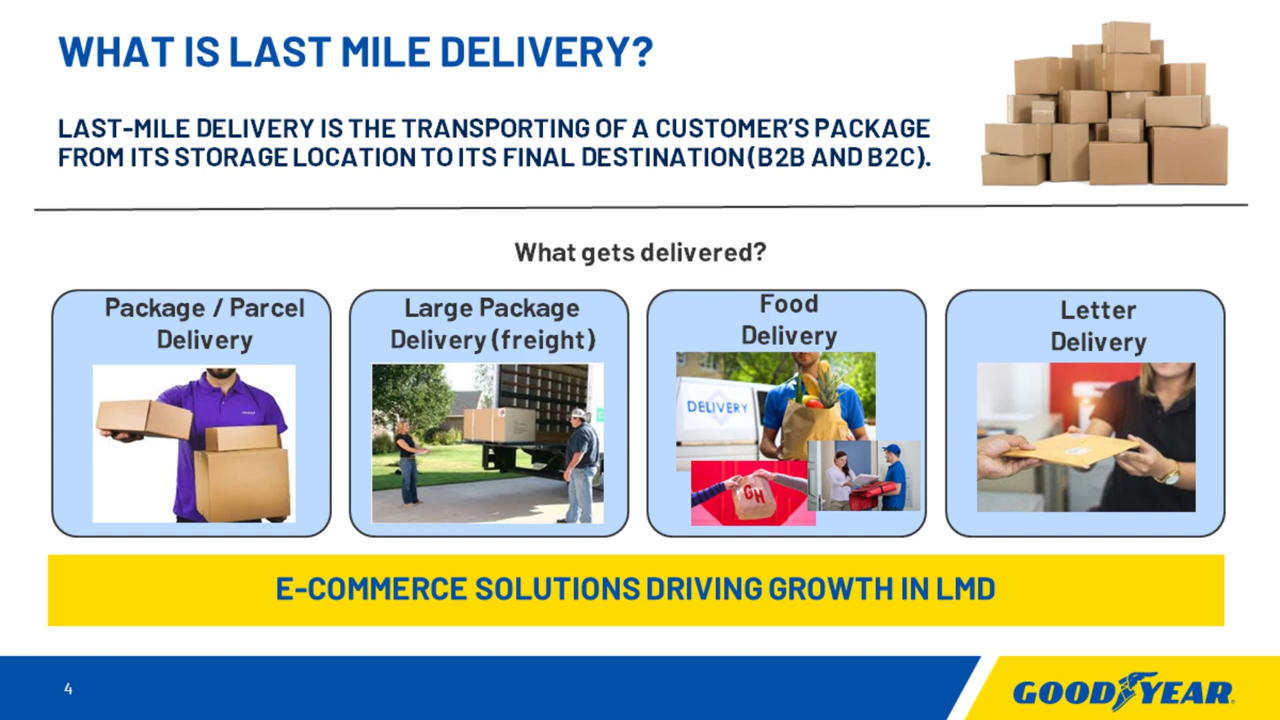 WHAT IS LAST MILE DELIVERY?
LAST-MILE DELIVERY IS THE TRANSPORTING OF A CUSTOMER'S PACKAGE
FROM ITS STORAGE LOCATION TO ITS FINAL DESTINATION (B2B AND B2C).
What gets delivered?
Package / Parcel
Delivery
Large Package
Delivery (freight)
Food
Delivery
DELIVERY
GH
Letter
Delivery
E-COMMERCE SOLUTIONS DRIVING GROWTH IN LMD
4
GOODYEAR